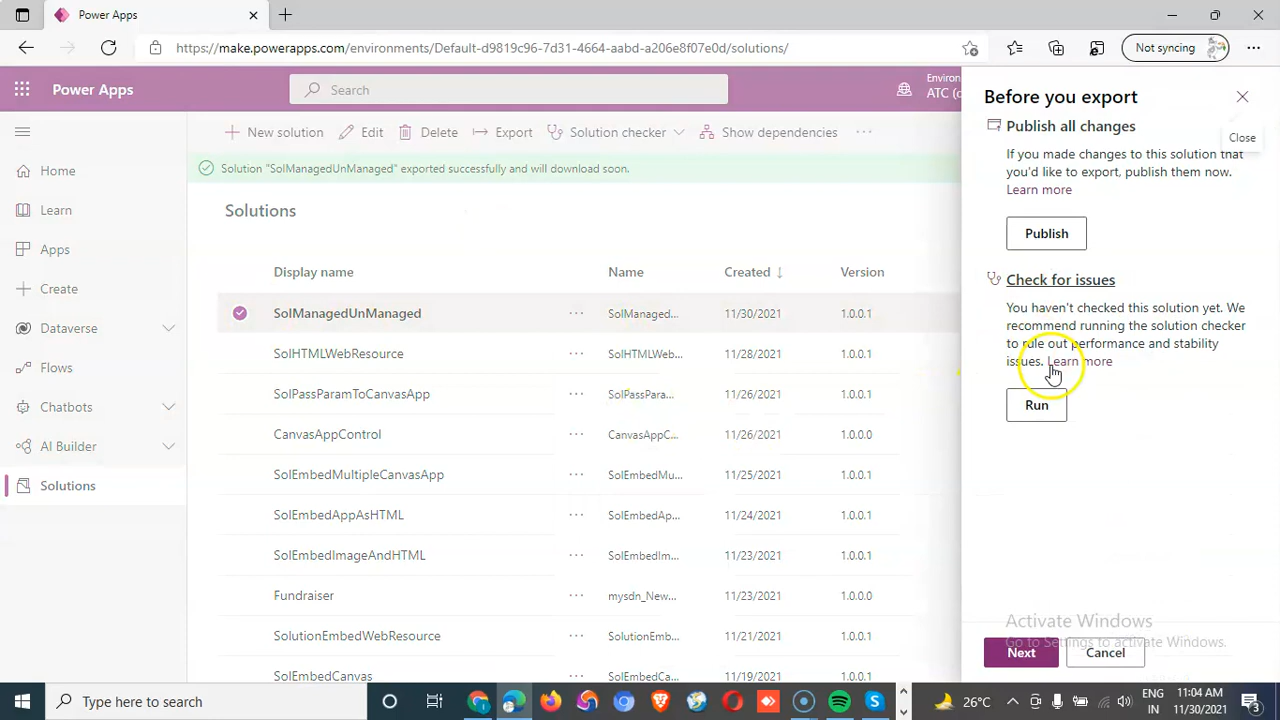 Power Apps
https://make.powerapps.com/environments/Default-d9819c96-7d31-4664-aabd-a206e8f07e0d/solutions/
Not syncing
Power Apps
Search
Environ
ATC (
New solution
Edit
Delete
Export
Solution checker
Show dependencies
Solution "SolManagedUnManaged" exported successfully and will download soon.
Home
Learn
Apps
Create
Dataverse
Flows
Chatbots
AI Builder
Solutions
Solutions
Display name Name Created ↓ Version
SolManagedUnManaged ··· SolManaged... 11/30/2021 1.0.0.1
SolHTMLWebResource ··· SolHTMLWeb... 11/28/2021 1.0.0.1
SolPassParamToCanvasApp ··· SolPassPara... 11/26/2021 1.0.0.1
CanvasAppControl ··· CanvasAppC... 11/26/2021 1.0.0.0
SolEmbedMultipleCanvasApp ··· SolEmbedMu... 11/25/2021 1.0.0.1
SolEmbedAppAsHTML ··· SolEmbedAp... 11/24/2021 1.0.0.1
SolEmbedImageAndHTML ··· SolEmbedIm... 11/23/2021 1.0.0.1
Fundraiser ··· mysdn_New... 11/23/2021 1.0.0.0
SolutionEmbedWebResource ··· SolutionEmb... 11/21/2021 1.0.0.1
SolEmbedCanvas ··· SolEmbedCan... 11/19/2021 1.0.0.1
Before you export
Close
Publish all changes
If you made changes to this solution that
you'd like to export, publish them now.
Learn more
Publish
Check for issues
You haven't checked this solution yet. We
recommend running the solution checker
to rule out performance and stability
issues. Learn more
Run
Activate Windows
Go to Settings to activate Windows.
Next
Cancel
Type here to search
26°C
ENG
IN
11:04 AM
11/30/2021
3